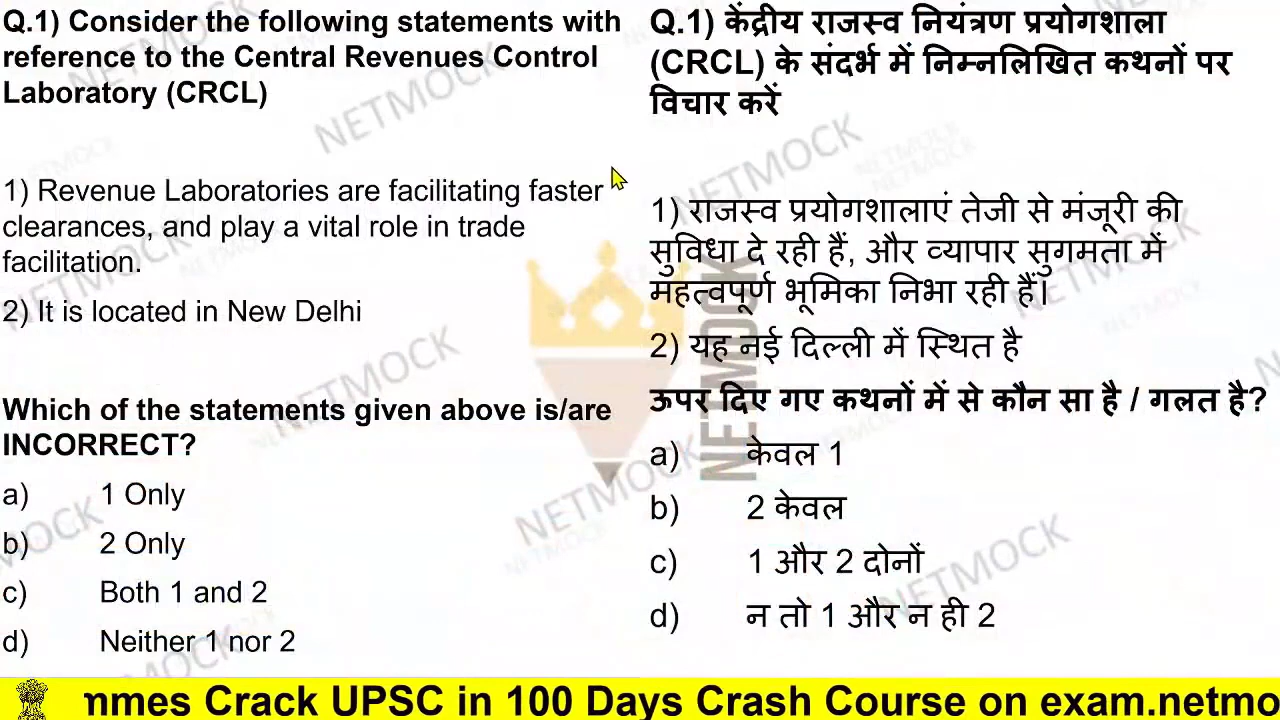 Q.1) Consider the following statements with
reference to the Central Revenues Control
Laboratory (CRCL)
1) Revenue Laboratories are facilitating faster
clearances, and play a vital role in trade
facilitation.
2) It is located in New Delhi
Which of the statements given above is/are
INCORRECT?
a) 1 Only
b) 2 Only
c) Both 1 and 2
d) Neither 1 nor 2
Q.1) केंद्रीय राजस्व नियंत्रण प्रयोगशाला
(CRCL) के संदर्भ में निम्नलिखित कथनों पर
विचार करें
1) राजस्व प्रयोगशालाएं तेजी से मंजूरी की
सुविधा दे रही हैं, और व्यापार सुगमता में
महत्वपूर्ण भूमिका निभा रही हैं।
2) यह नई दिल्ली में स्थित है
ऊपर दिए गए कथनों में से कौन सा है / गलत है?
a) केवल 1
b) 2 केवल
c) 1 और 2 दोनों
d) न तो 1 और न ही 2
NETMOCK
mmes Crack UPSC in 100 Days Crash Course on exam.netmo